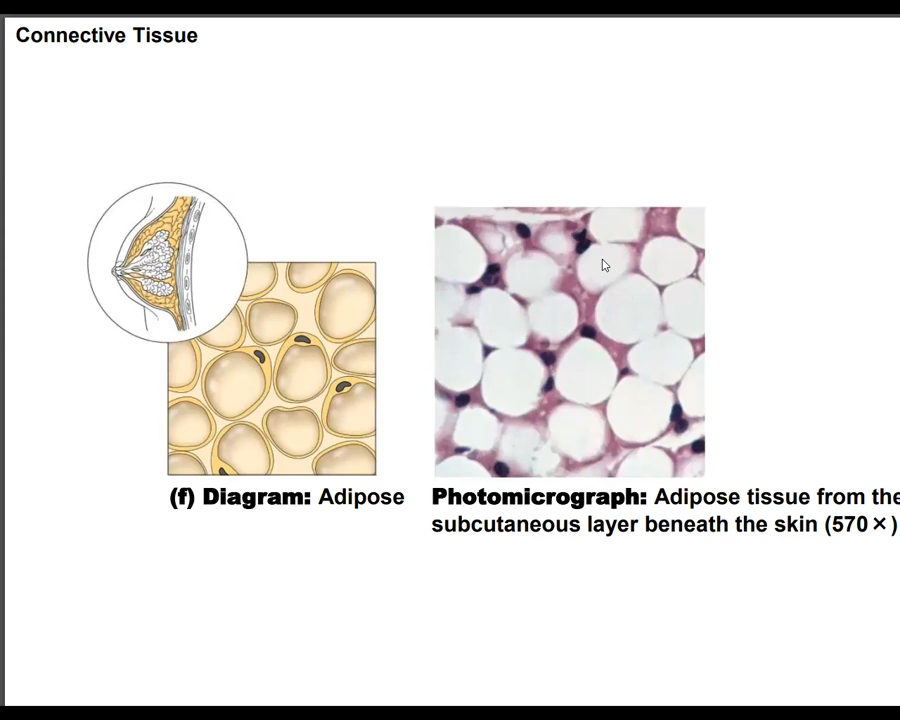 Connective Tissue
(f) Diagram: Adipose
Photomicrograph: Adipose tissue from the
subcutaneous layer beneath the skin (570×)